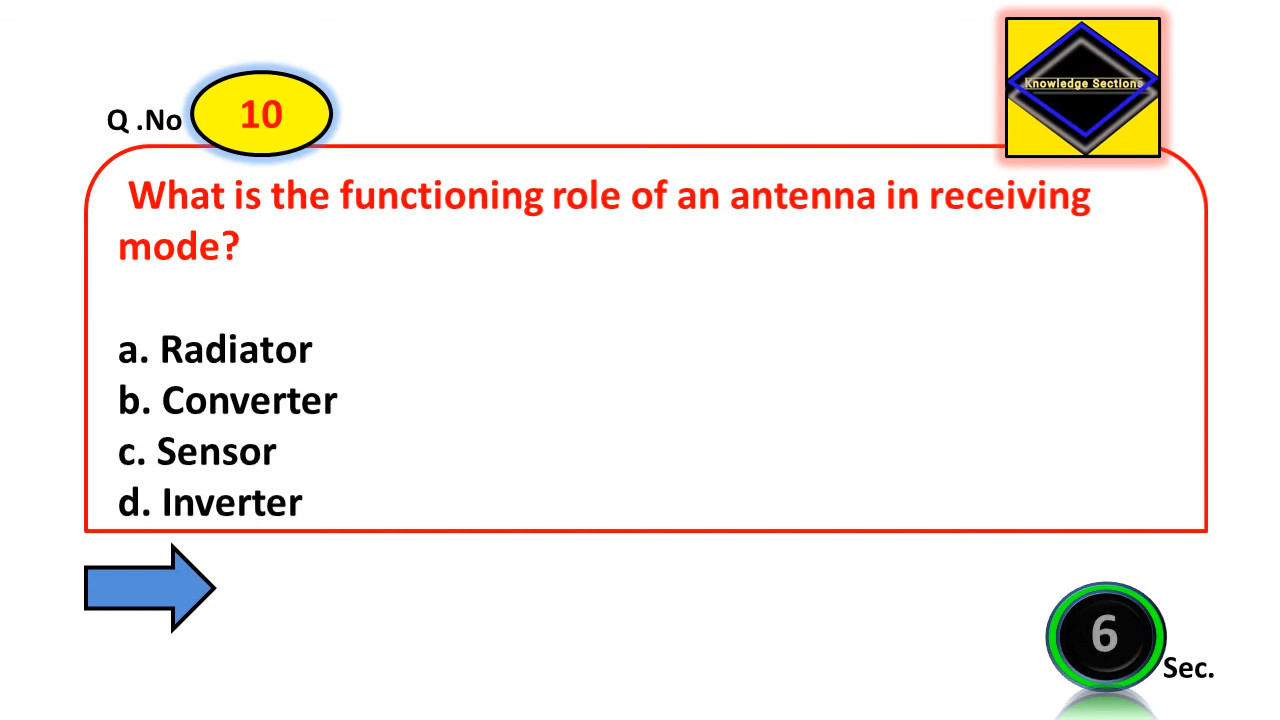 Knowledge Sections
Q .No 10
What is the functioning role of an antenna in receiving
mode?
a. Radiator
b. Converter
c. Sensor
d. Inverter
6 Sec.